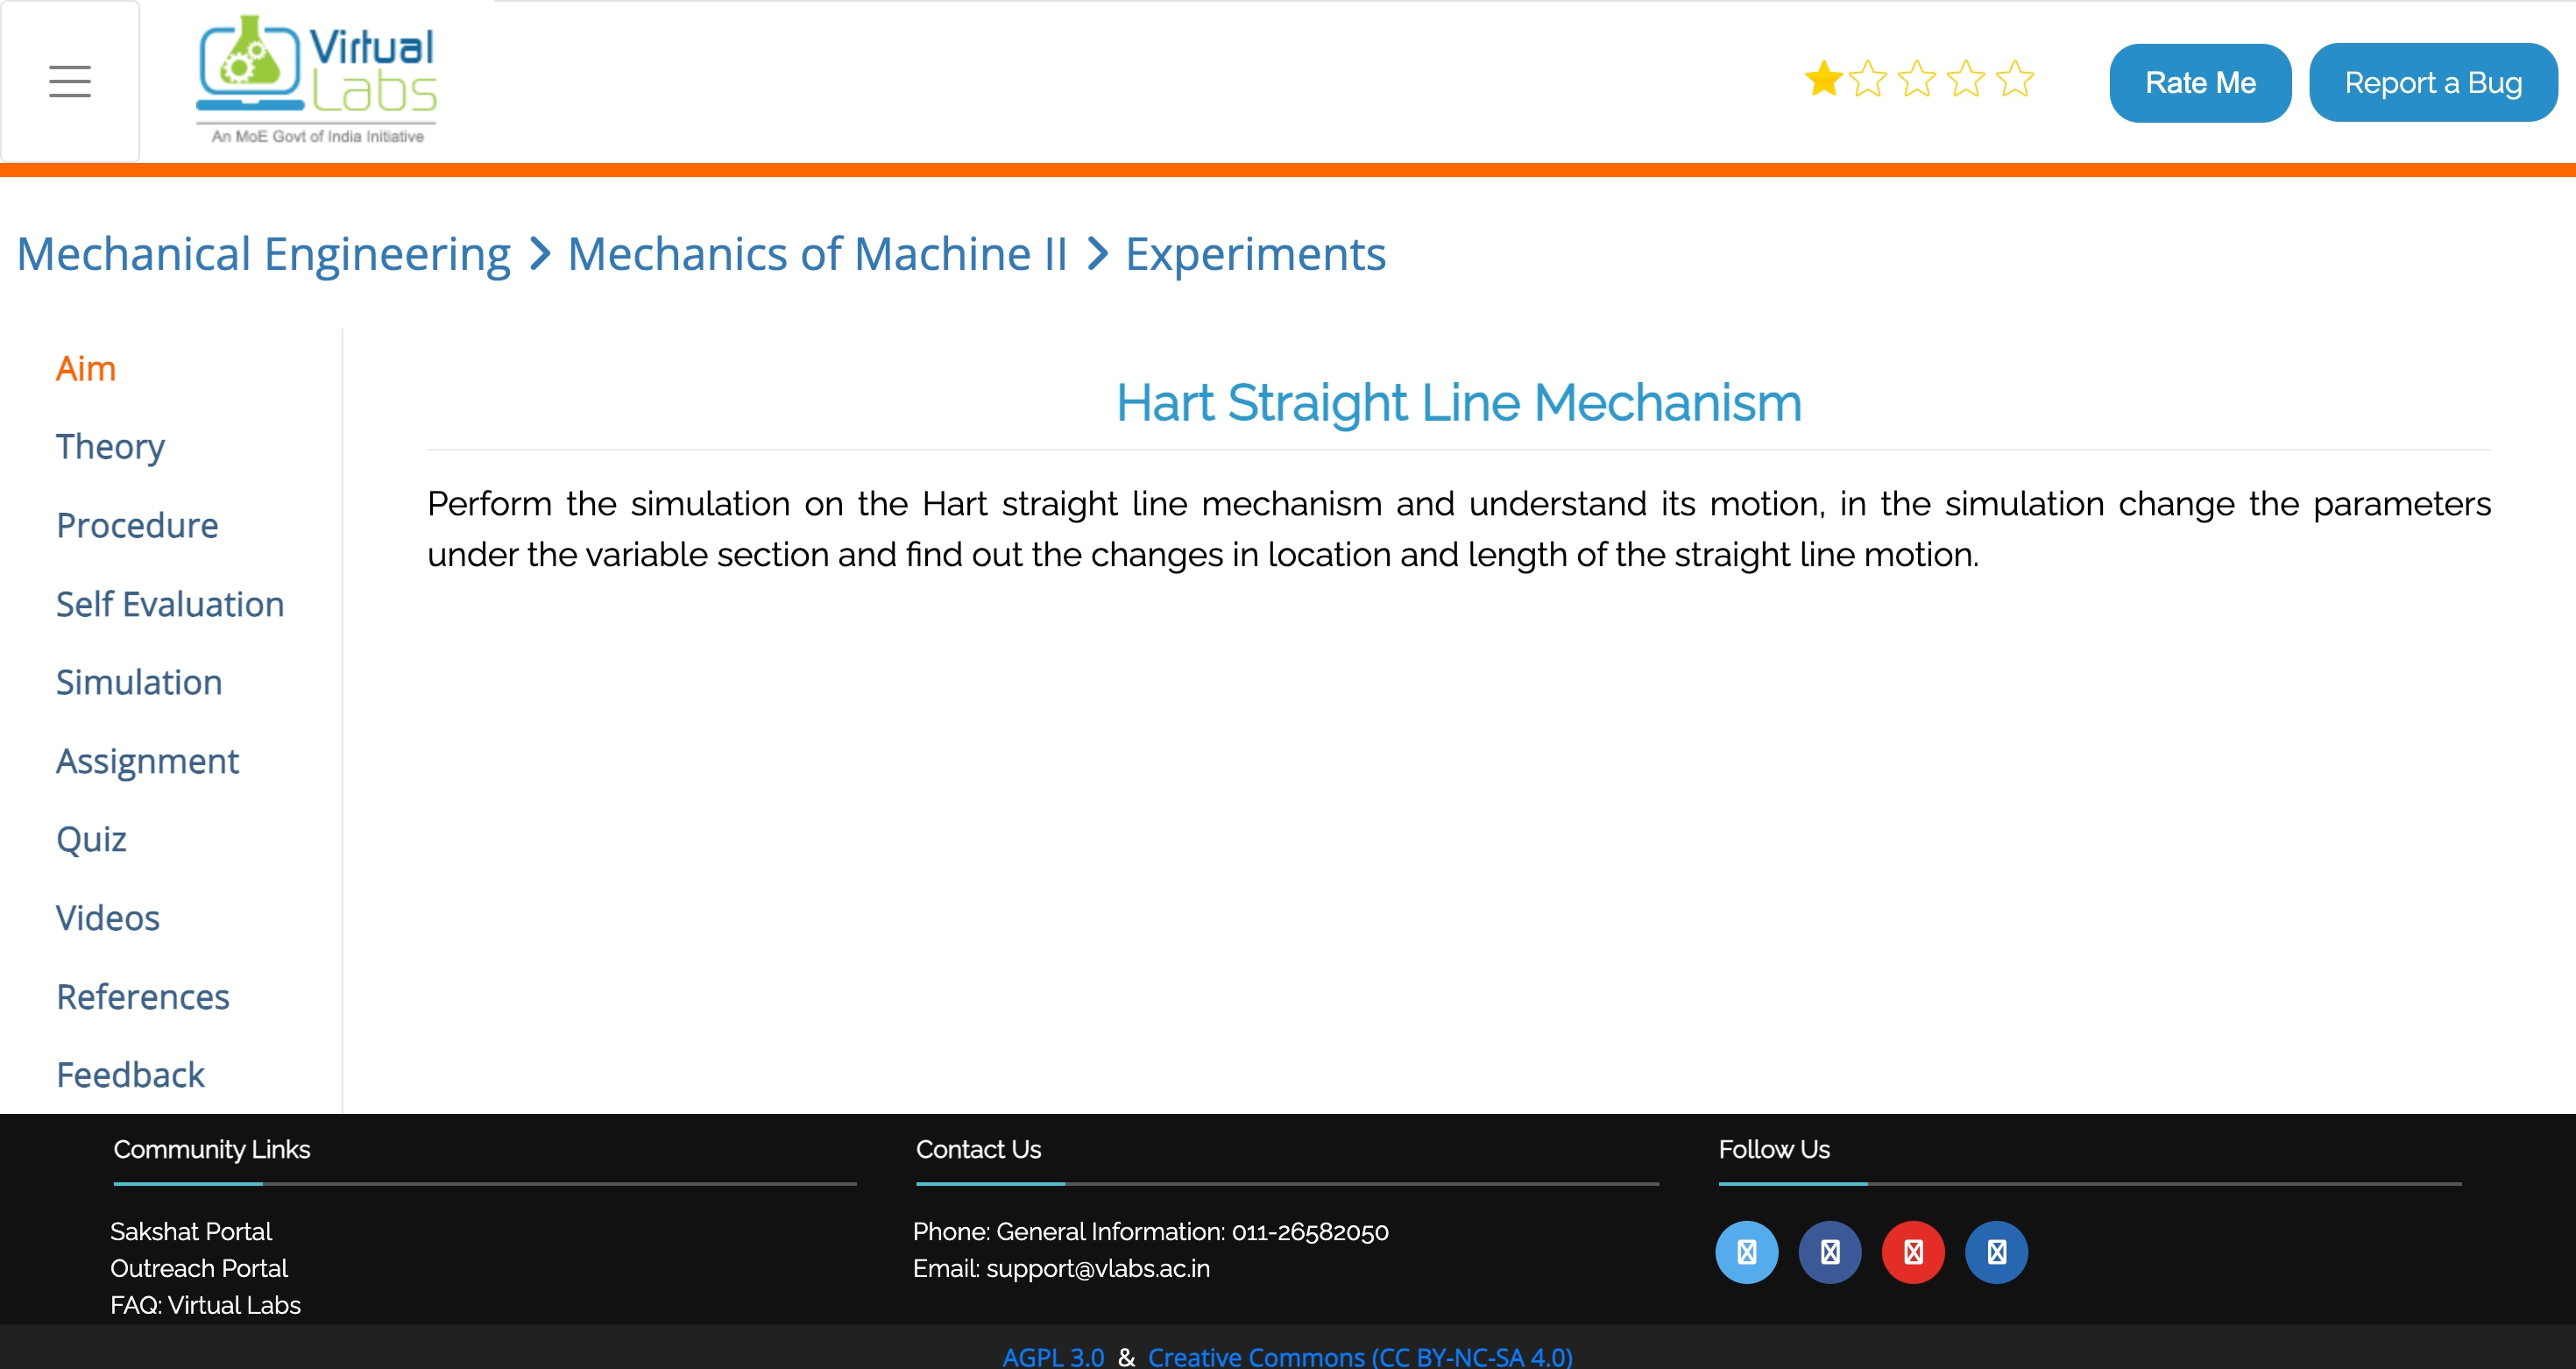 Virtual
Labs
An MoE Govt of India Initiative
Rate Me
Report a Bug
Mechanical Engineering > Mechanics of Machine II > Experiments
Aim
Theory
Procedure
Self Evaluation
Simulation
Assignment
Quiz
Videos
References
Feedback
Hart Straight Line Mechanism
Perform the simulation on the Hart straight line mechanism and understand its motion, in the simulation change the parameters
under the variable section and find out the changes in location and length of the straight line motion.
Community Links
Sakshat Portal
Outreach Portal
FAQ: Virtual Labs
Contact Us
Phone: General Information: 011-26582050
Email: support@vlabs.ac.in
Follow Us
AGPL 3.0 & Creative Commons (CC BY-NC-SA 4.0)